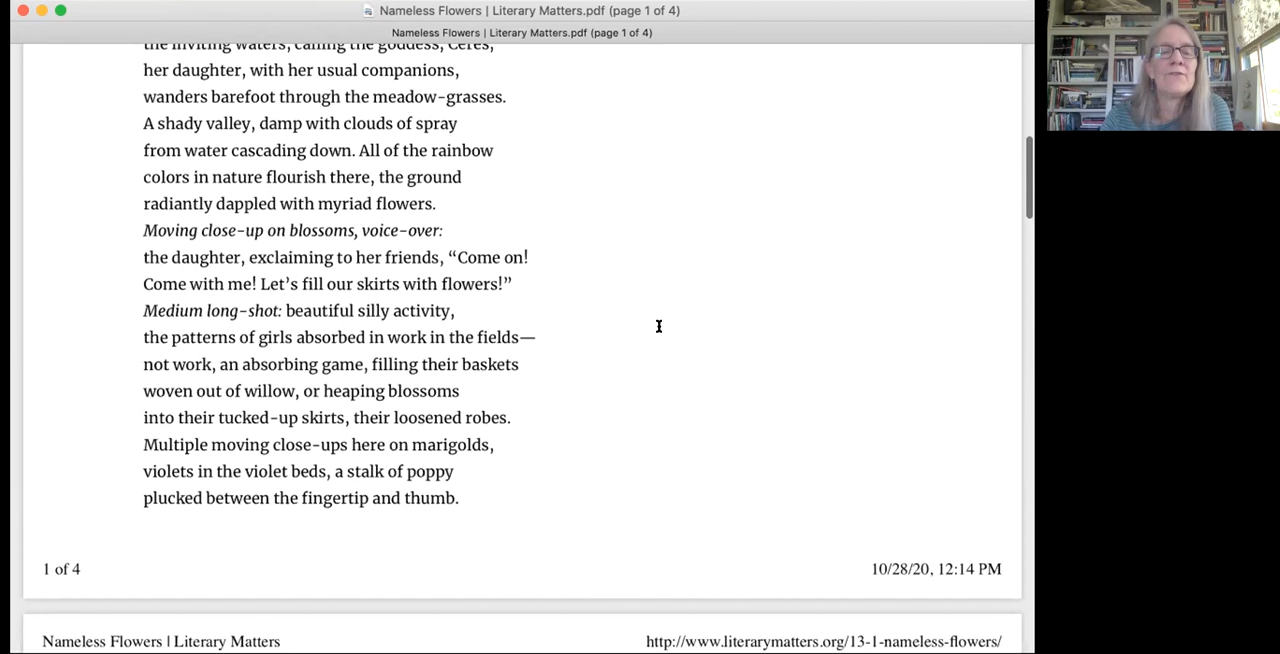 Nameless Flowers | Literary Matters.pdf (page 1 of 4)
Nameless Flowers | Literary Matters.pdf (page 1 of 4)
the inviting waters, calling the goddess, Ceres,
her daughter, with her usual companions,
wanders barefoot through the meadow-grasses.
A shady valley, damp with clouds of spray
from water cascading down. All of the rainbow
colors in nature flourish there, the ground
radiantly dappled with myriad flowers.
Moving close-up on blossoms, voice-over:
the daughter, exclaiming to her friends, “Come on!
Come with me! Let’s fill our skirts with flowers!”
Medium long-shot: beautiful silly activity,
the patterns of girls absorbed in work in the fields—
not work, an absorbing game, filling their baskets
woven out of willow, or heaping blossoms
into their tucked-up skirts, their loosened robes.
Multiple moving close-ups here on marigolds,
violets in the violet beds, a stalk of poppy
plucked between the fingertip and thumb.
1 of 4
10/28/20, 12:14 PM
Nameless Flowers | Literary Matters
http://www.literarymatters.org/13-1-nameless-flowers/